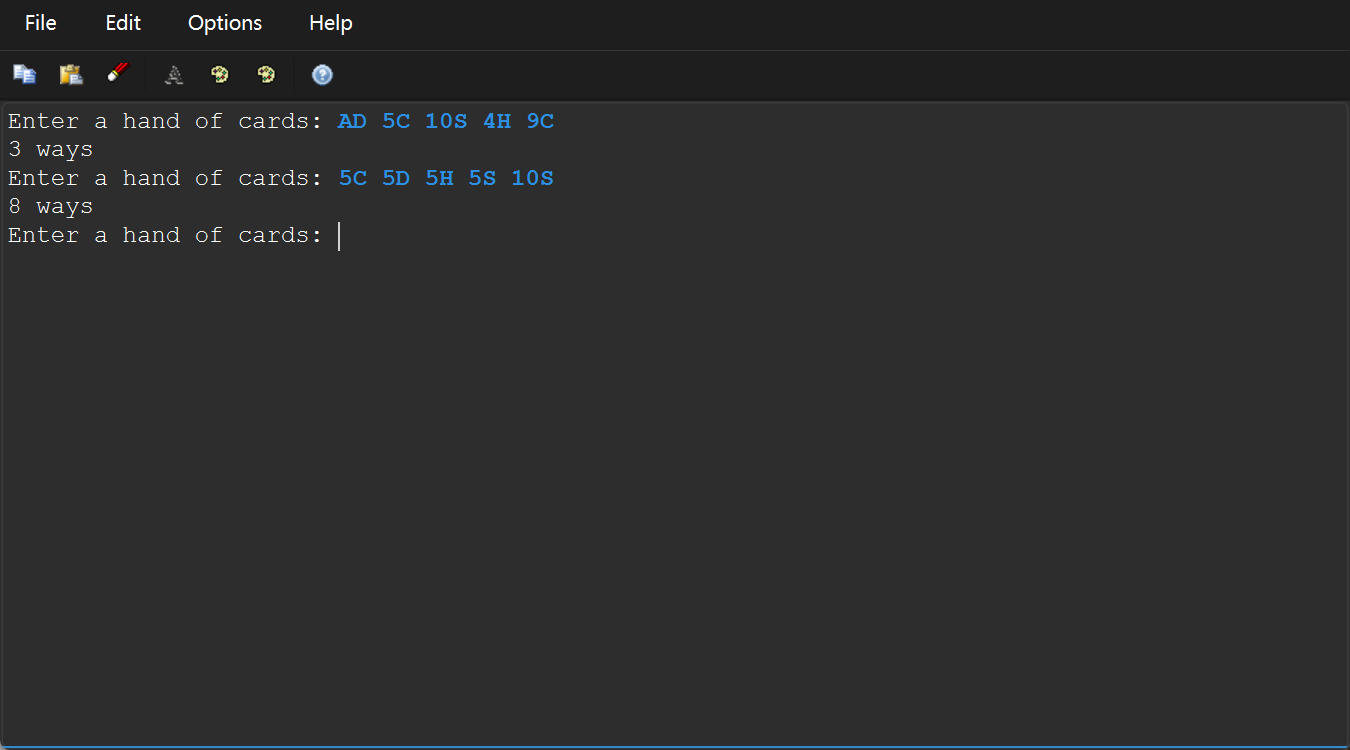 File Edit Options Help
Enter a hand of cards: AD 5C 10S 4H 9C
3 ways
Enter a hand of cards: 5C 5D 5H 5S 10S
8 ways
Enter a hand of cards: